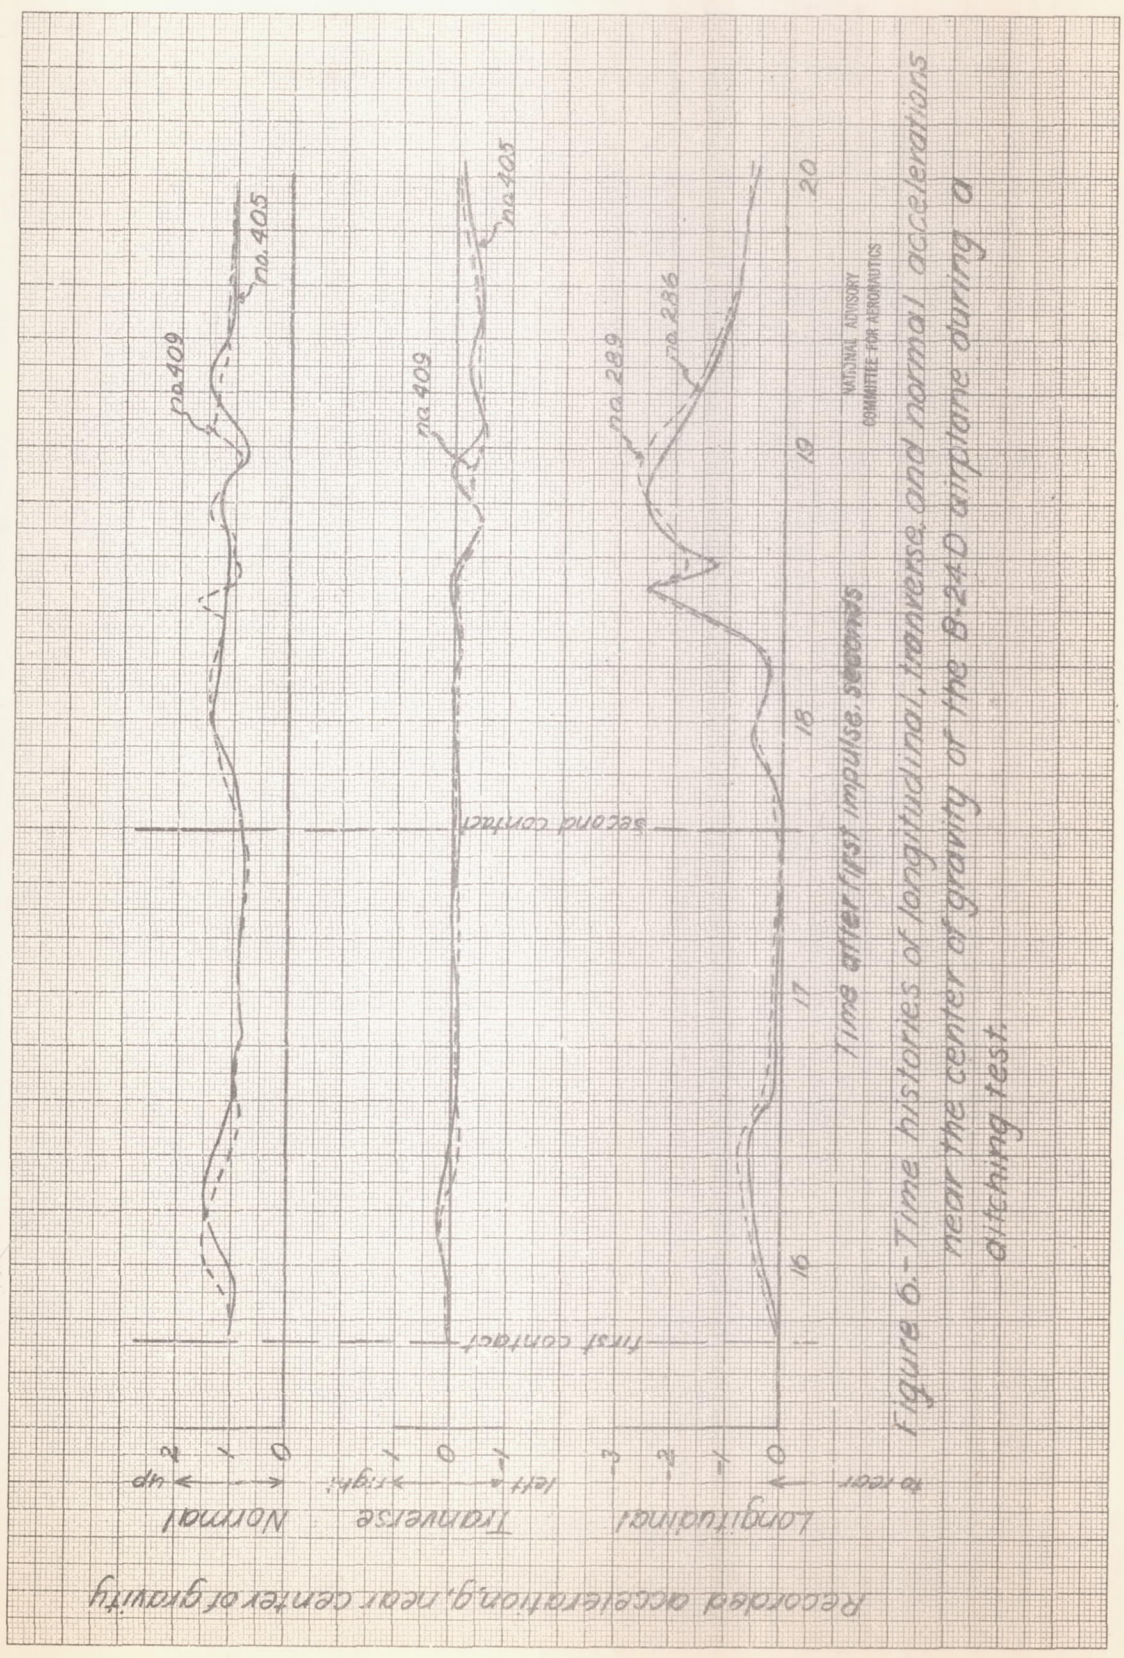 Recorded acceleration, g, near center of gravity
Normal
up
2
1
0
no.409
no.405
Tranverse
left right
1
0
-1
no.409
no.405
Longitudinal
to rear
-3
-2
-1
0
no.289
no.286
first contact
second contact
16 17 18 19 20
Time after first impulse, seconds
NATIONAL ADVISORY
COMMITTEE FOR AERONAUTICS
Figure 6.-Time histories of longitudinal, tranverse, and normal accelerations
near the center of gravity of the B-24D airplane during a
ditching test.